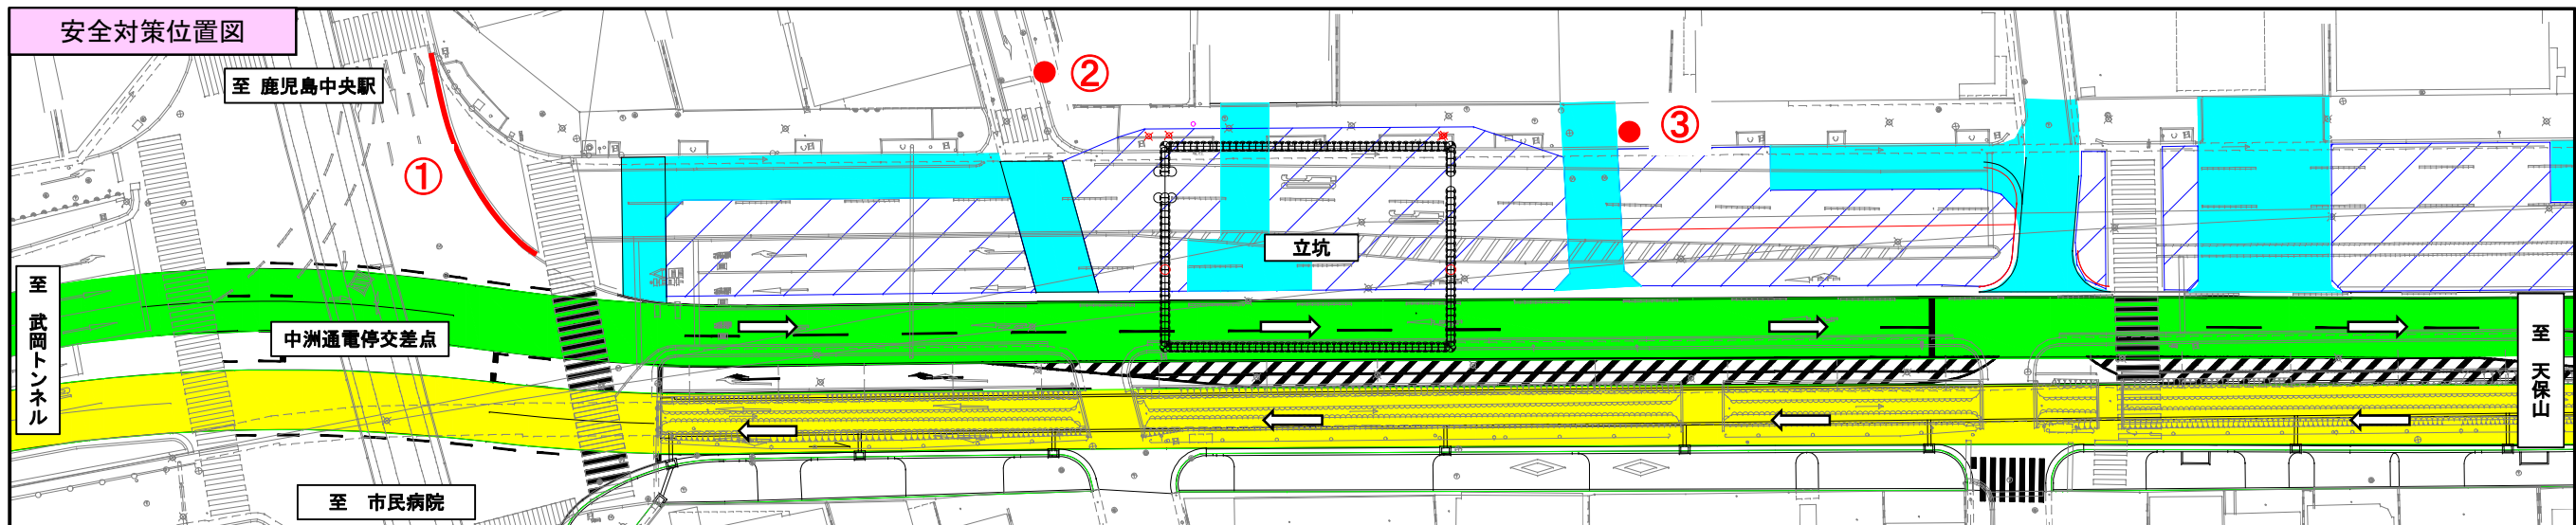 安全対策位置図
至 鹿児島中央駅
②
③
①
立坑
至 武岡トンネル
中洲通電停交差点
至 天保山
至 市民病院